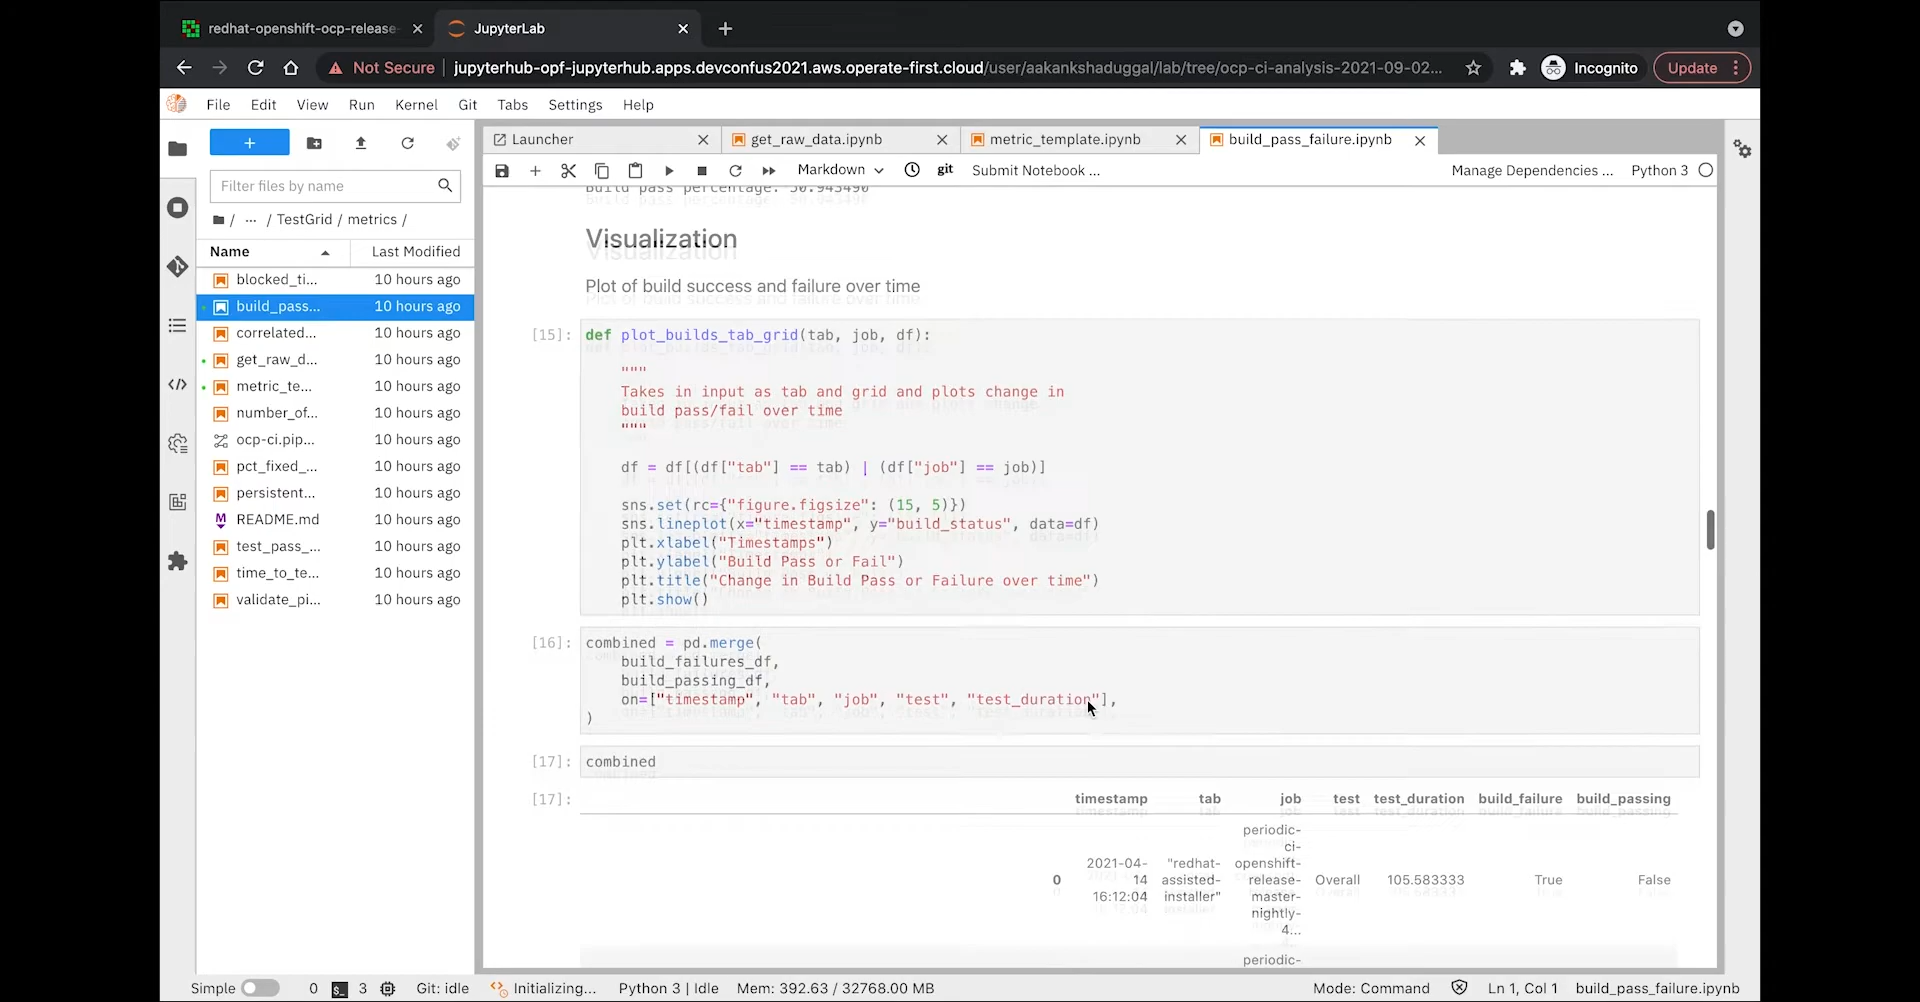 redhat-openshift-ocp-release-
JupyterLab
Not Secure
jupyterhub-opf-jupyterhub.apps.devconfus2021.aws.operate-first.cloud/user/aakankshaduggal/lab/tree/ocp-ci-analysis-2021-09-02...
Incognito
Update
File Edit View Run Kernel Git Tabs Settings Help
Launcher
get_raw_data.ipynb
metric_template.ipynb
build_pass_failure.ipynb
Markdown
git
Submit Notebook ...
Manage Dependencies ...
Python 3
Filter files by name
/ ... / TestGrid / metrics /
Name Last Modified
blocked_ti... 10 hours ago
build_pass... 10 hours ago
correlated... 10 hours ago
get_raw_d... 10 hours ago
metric_te... 10 hours ago
number_of... 10 hours ago
ocp-ci.pip... 10 hours ago
pct_fixed_... 10 hours ago
persistent... 10 hours ago
README.md 10 hours ago
test_pass_... 10 hours ago
time_to_te... 10 hours ago
validate_pi... 10 hours ago
Build pass percentage: 50.943490
Visualization
Plot of build success and failure over time
[15]: def plot_builds_tab_grid(tab, job, df):
"""
Takes in input as tab and grid and plots change in
build pass/fail over time
"""
df = df[(df["tab"] == tab) | (df["job"] == job)]
sns.set(rc={"figure.figsize": (15, 5)})
sns.lineplot(x="timestamp", y="build_status", data=df)
plt.xlabel("Timestamps")
plt.ylabel("Build Pass or Fail")
plt.title("Change in Build Pass or Failure over time")
plt.show()
[16]: combined = pd.merge(
build_failures_df,
build_passing_df,
on=["timestamp", "tab", "job", "test", "test_duration"],
)
[17]: combined
[17]: timestamp tab job test test_duration build_failure build_passing
periodic-
ci-
2021-04- "redhat- openshift-
0 14 assisted- release- Overall 105.583333 True False
16:12:04 installer" master-
nightly-
4...
periodic-
Simple 0 3 Git: idle Initializing... Python 3 | Idle Mem: 392.63 / 32768.00 MB
Mode: Command Ln 1, Col 1 build_pass_failure.ipynb